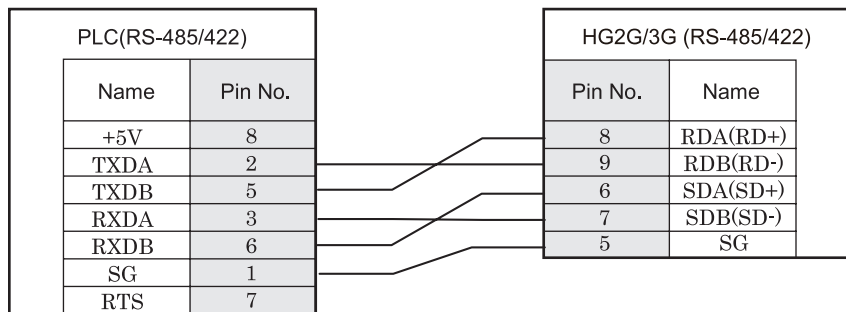 PLC(RS-485/422)
Name Pin No.
+5V 8
TXDA 2
TXDB 5
RXDA 3
RXDB 6
SG 1
RTS 7
HG2G/3G (RS-485/422)
Pin No. Name
8 RDA(RD+)
9 RDB(RD-)
6 SDA(SD+)
7 SDB(SD-)
5 SG